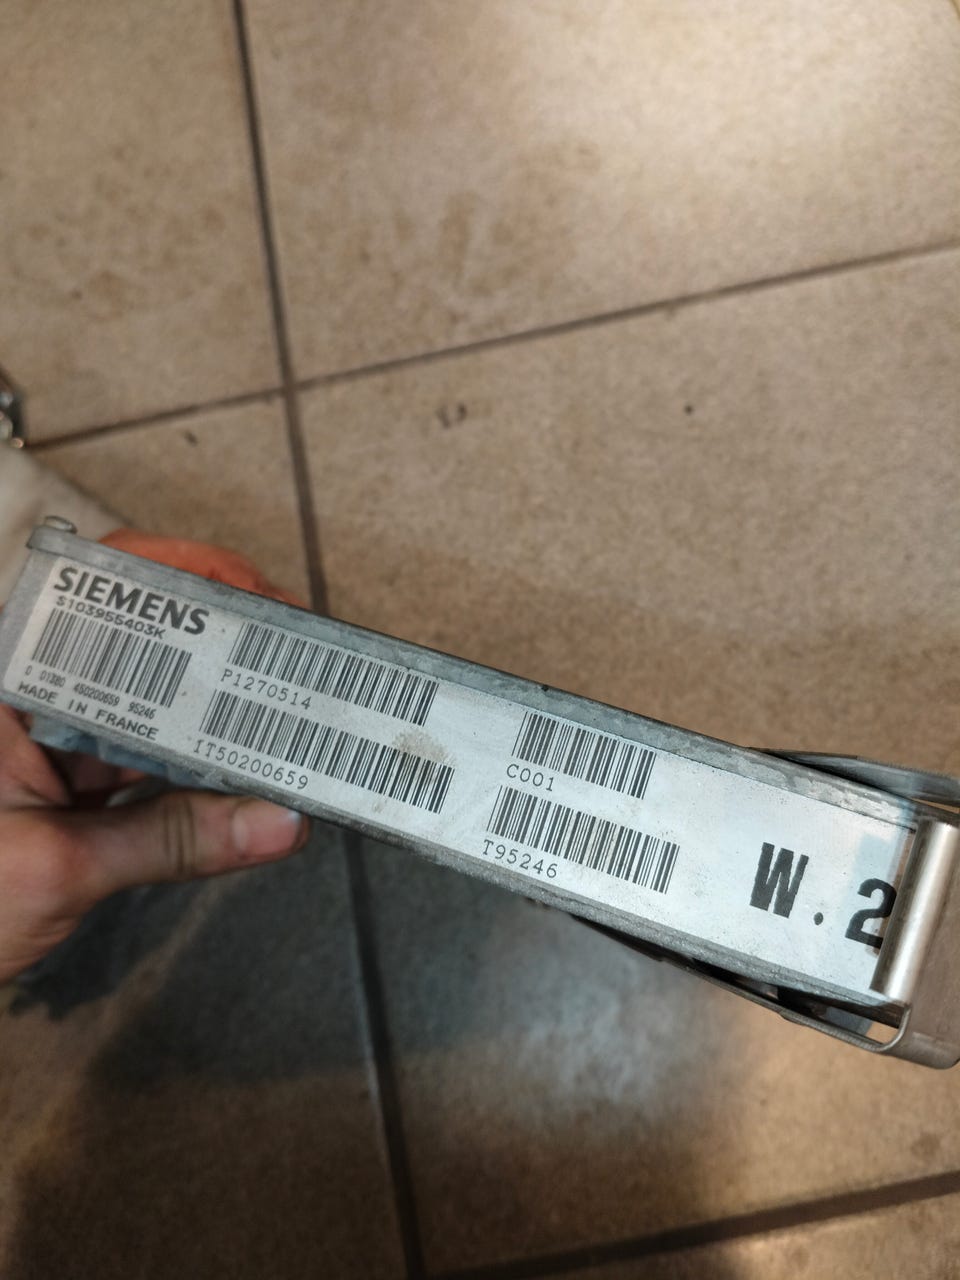 SIEMENS
S103955403K
0 01380 450200659 95246
MADE IN FRANCE
P1270514
IT50200659
C001
T95246
W.2